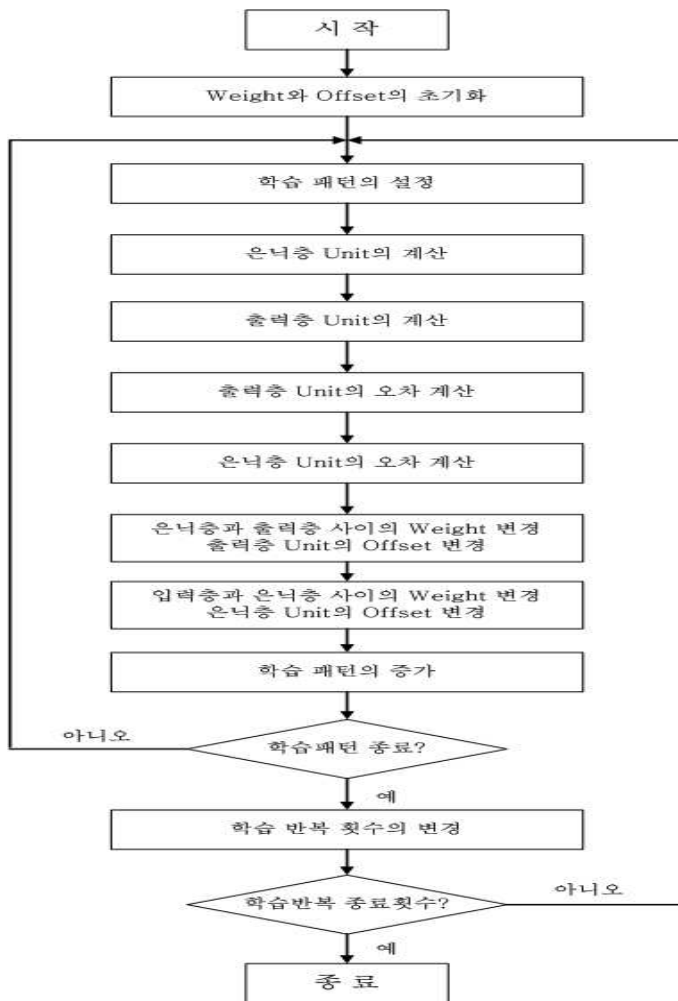 시 작
Weight와 Offset의 초기화
학습 패턴의 설정
은닉층 Unit의 계산
출력층 Unit의 계산
출력층 Unit의 오차 계산
은닉층 Unit의 오차 계산
은닉층과 출력층 사이의 Weight 변경
출력층 Unit의 Offset 변경
입력층과 은닉층 사이의 Weight 변경
은닉층 Unit의 Offset 변경
학습 패턴의 증가
아니오
학습패턴 종료?
예
학습 반복 횟수의 변경
학습반복 종료횟수?
아니오
예
종 료